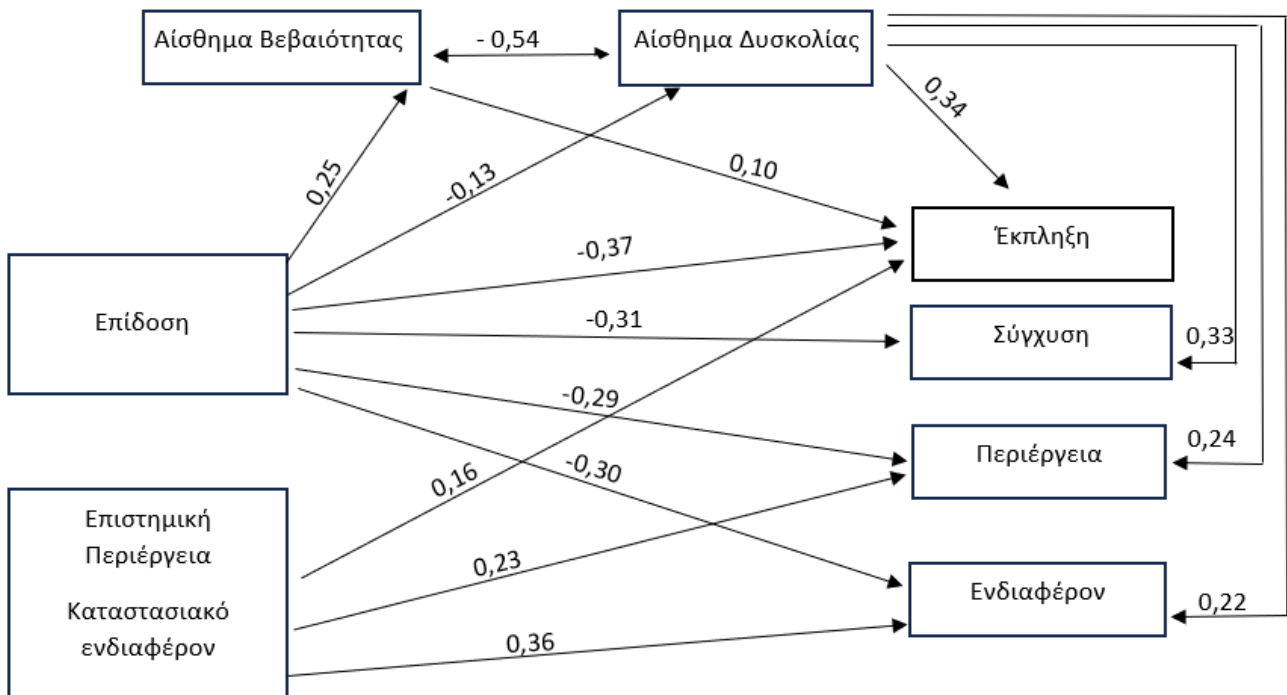 Αίσθημα Βεβαιότητας
- 0,54
Αίσθημα Δυσκολίας
0,34
0,25
-0,13
0,10
Έκπληξη
-0,37
Επίδοση
-0,31
Σύγχυση
0,33
-0,29
Περιέργεια
0,24
-0,30
0,16
Επιστημική
Περιέργεια
Καταστασιακό
ενδιαφέρον
0,23
Ενδιαφέρον
0,22
0,36